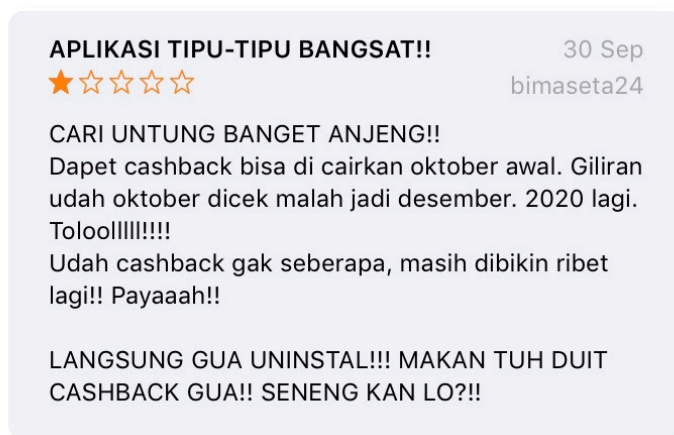 APLIKASI TIPU-TIPU BANGSAT!!
30 Sep
bimaseta24
CARI UNTUNG BANGET ANJENG!!
Dapet cashback bisa di cairkan oktober awal. Giliran
udah oktober dicek malah jadi desember. 2020 lagi.
Toloolllll!!!!
Udah cashback gak seberapa, masih dibikin ribet
lagi!! Payaaah!!
LANGSUNG GUA UNINSTAL!!! MAKAN TUH DUIT
CASHBACK GUA!! SENENG KAN LO?!!